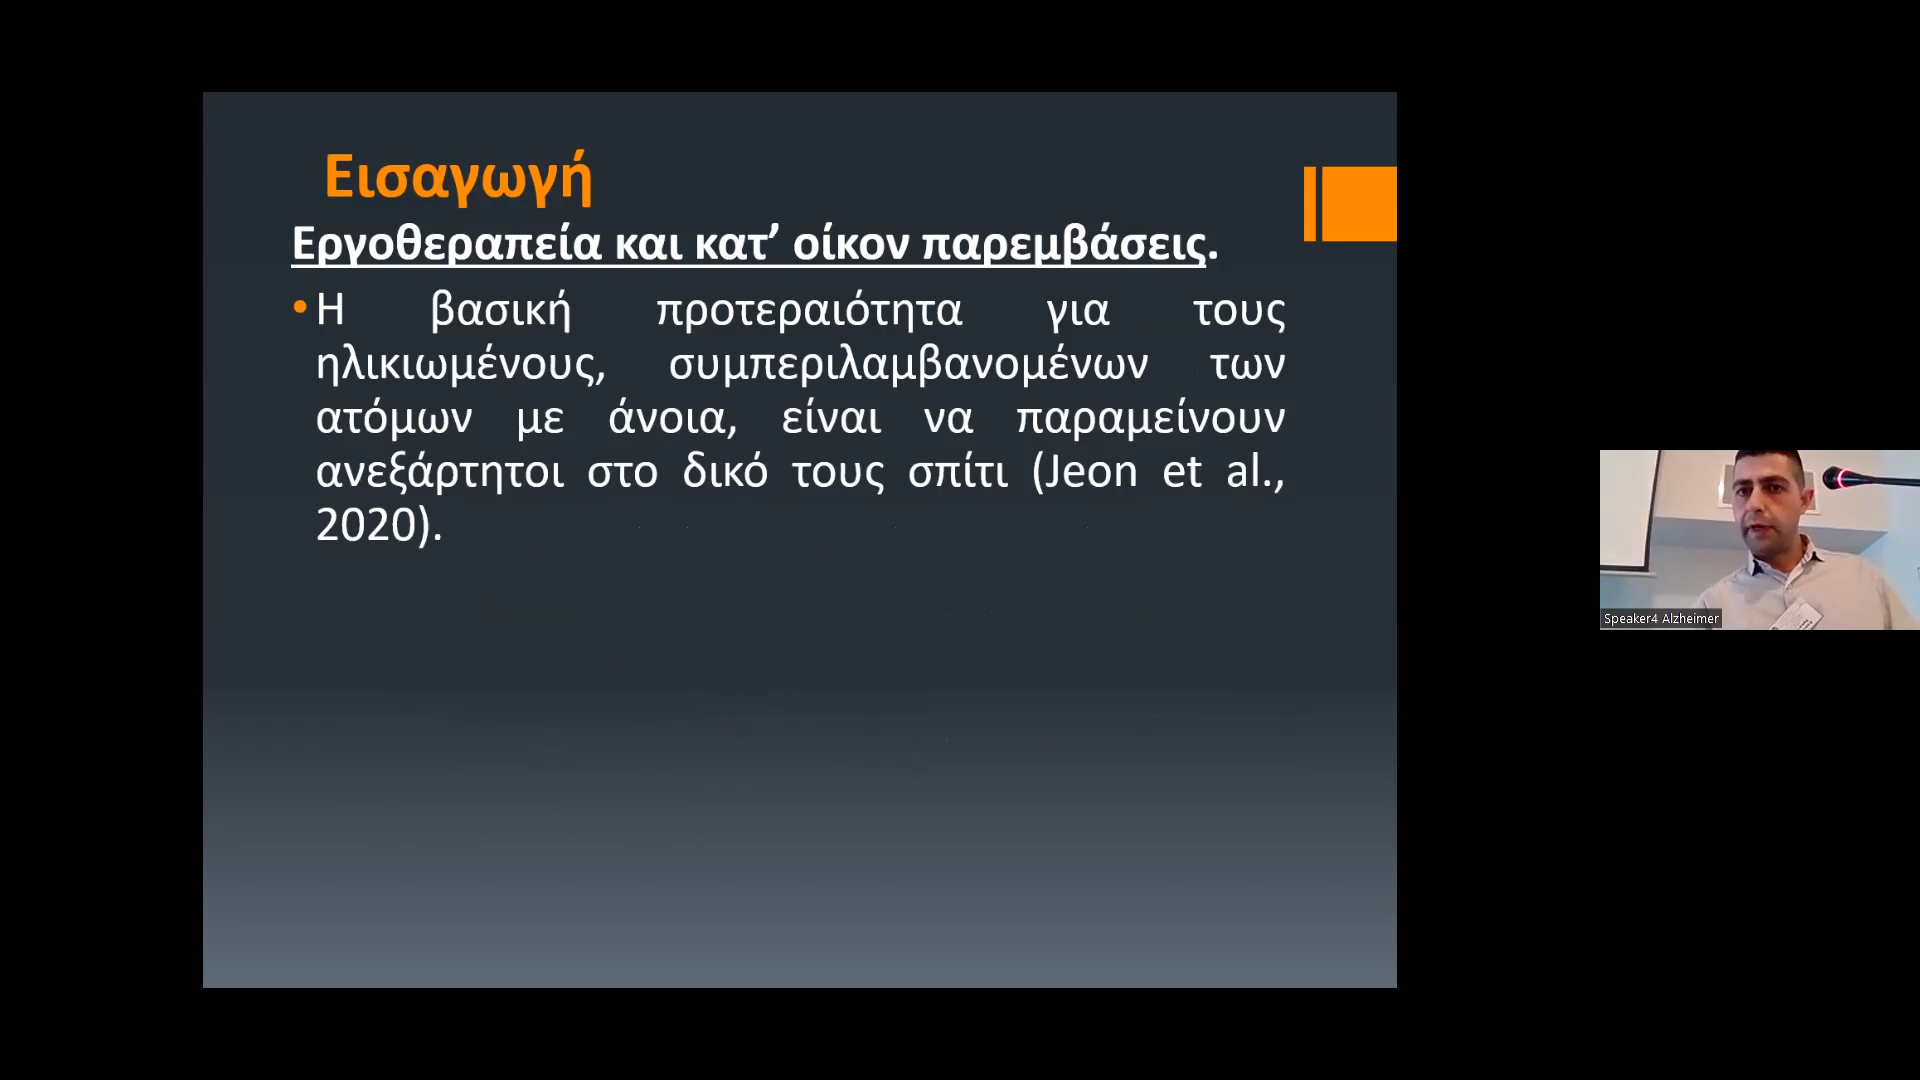 Εισαγωγή
Εργοθεραπεία και κατ’ οίκον παρεμβάσεις.
• Η βασική προτεραιότητα για τους
ηλικιωμένους, συμπεριλαμβανομένων των
ατόμων με άνοια, είναι να παραμείνουν
ανεξάρτητοι στο δικό τους σπίτι (Jeon et al.,
2020).
Speaker4 Alzheimer